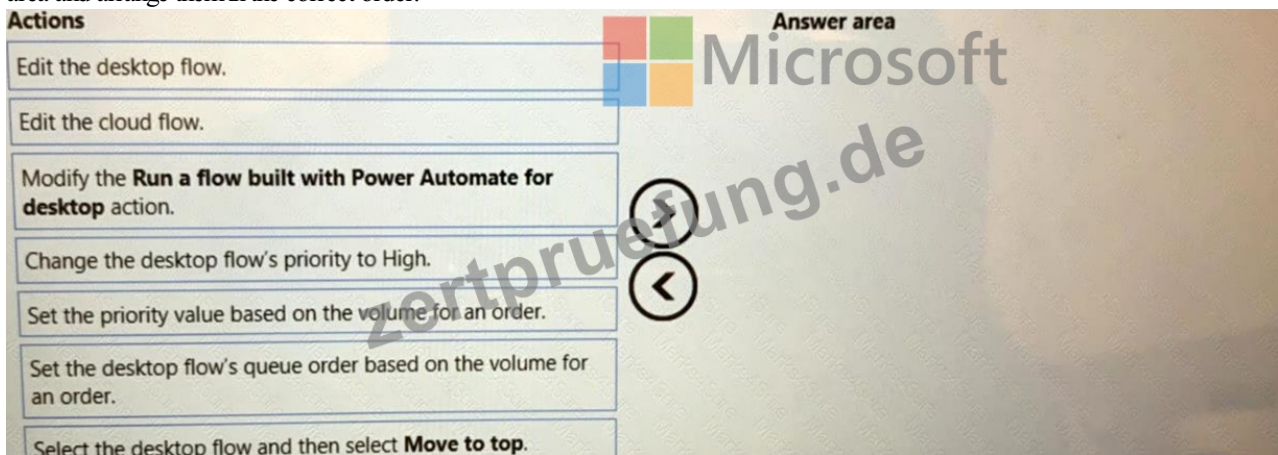 area and arrange them in the correct order.
Actions
Answer area
Microsoft
Edit the desktop flow.
Edit the cloud flow.
Modify the Run a flow built with Power Automate for
desktop action.
Change the desktop flow's priority to High.
Set the priority value based on the volume for an order.
Set the desktop flow's queue order based on the volume for
an order.
Select the desktop flow and then select Move to top.
zertpruefung.de